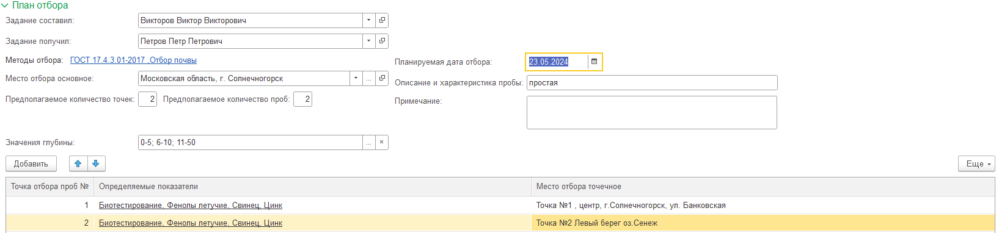 План отбора
Задание составил: Викторов Виктор Викторович
Задание получил: Петров Петр Петрович
Методы отбора: ГОСТ 17.4.3.01-2017 ,Отбор почвы
Место отбора основное: Московская область, г. Солнечногорск ...
Предполагаемое количество точек: 2 Предполагаемое количество проб: 2
Планируемая дата отбора: 23.05.2024
Описание и характеристика пробы: простая
Примечание:
Значения глубины: 0-5; 6-10; 11-50 ... ×
Добавить Еще
Точка отбора проб № Определяемые показатели Место отбора точечное
1 Биотестирование, Фенолы летучие, Свинец, Цинк Точка №1 , центр, г.Солнечногорск, ул. Банковская
2 Биотестирование, Фенолы летучие, Свинец, Цинк Точка №2 Левый берег оз.Сенеж